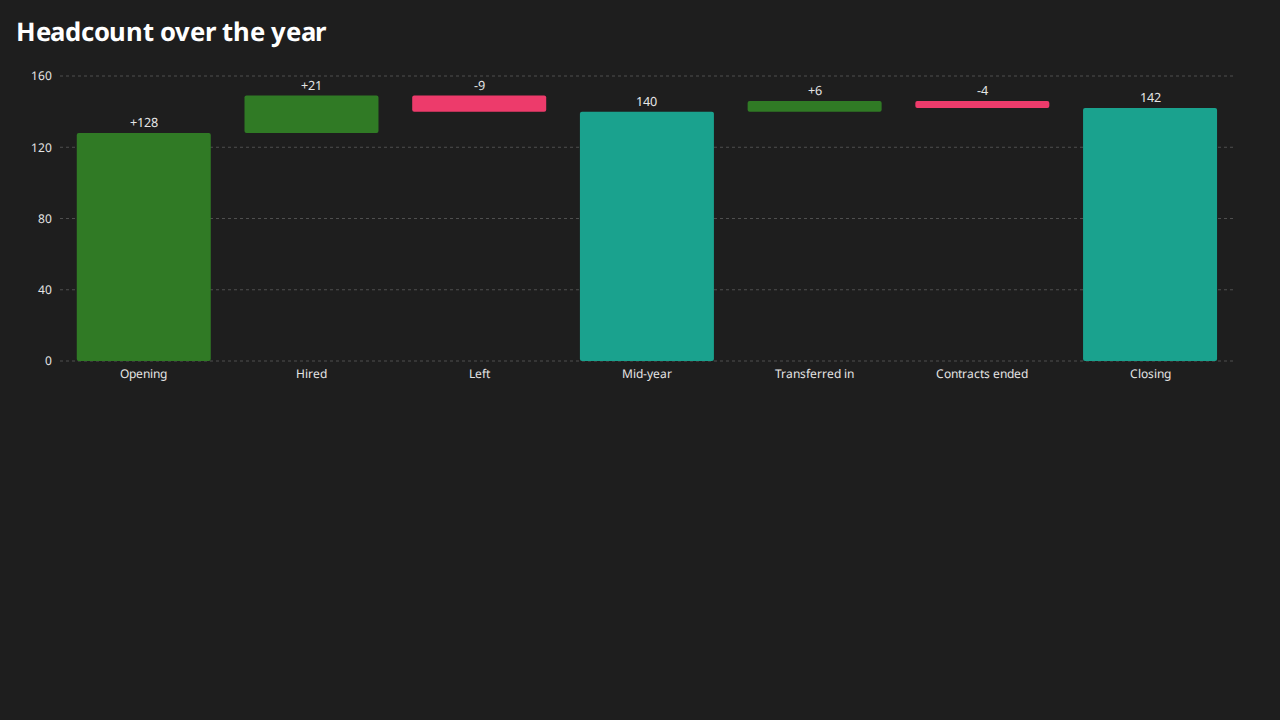 Headcount over the year
160
120
80
40
0
+128
+21
-9
140
+6
-4
142
Opening
Hired
Left
Mid-year
Transferred in
Contracts ended
Closing